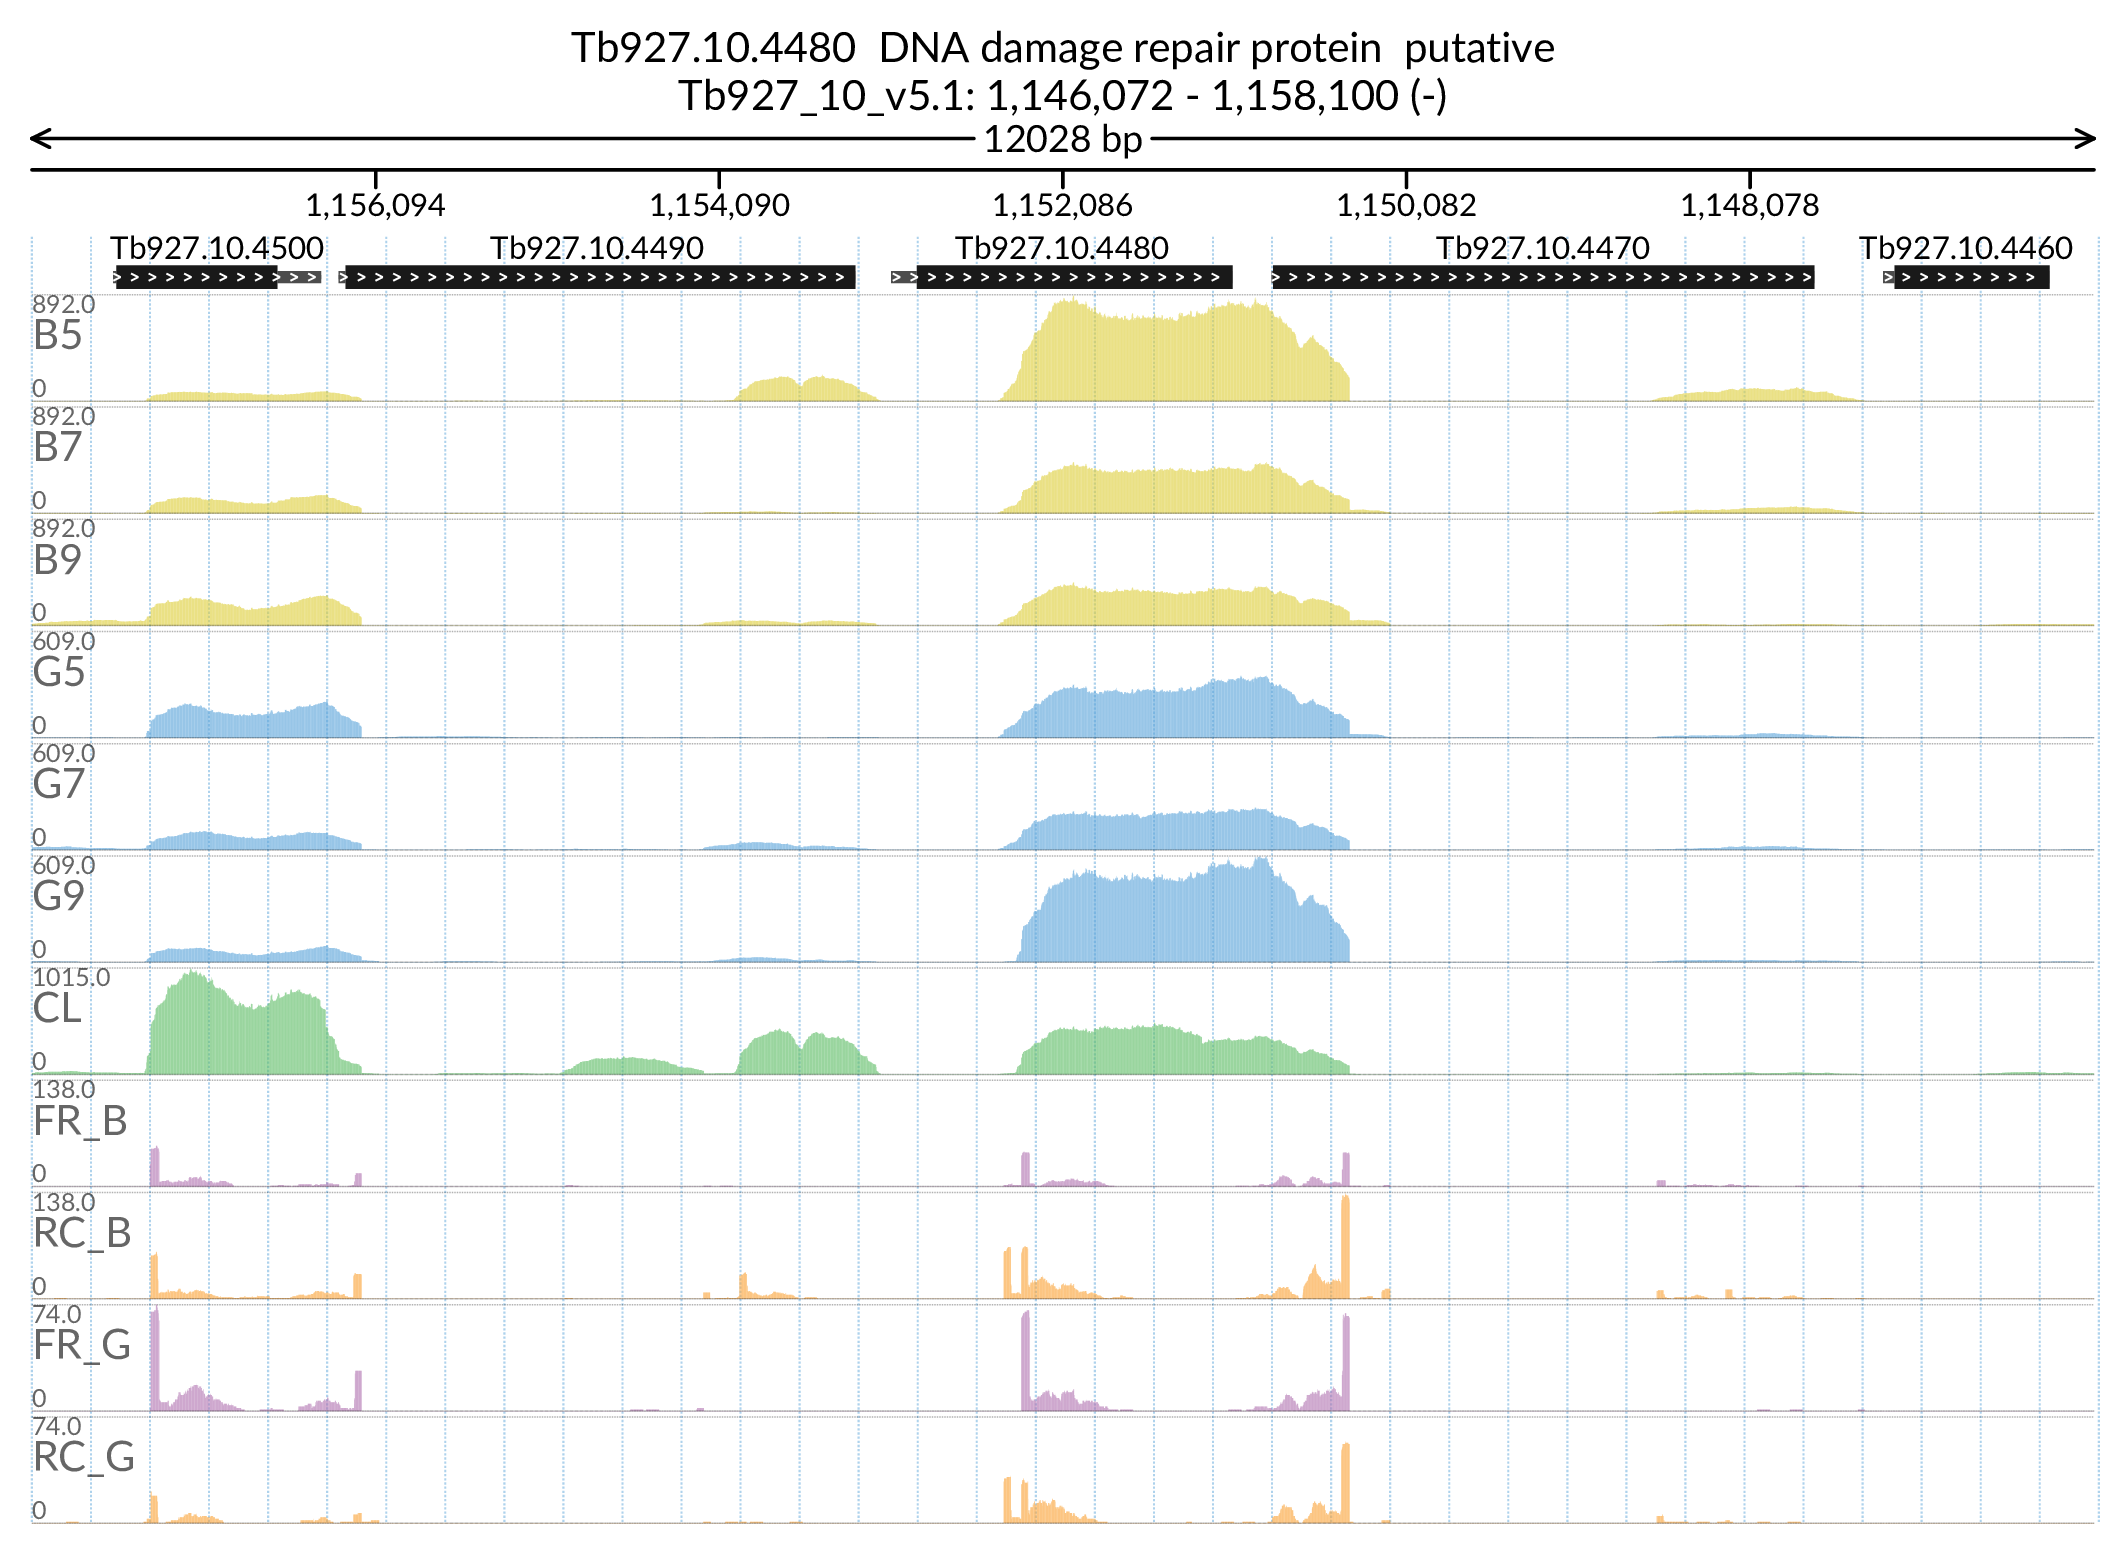 Tb927.10.4480  DNA damage repair protein  putative
Tb927_10_v5.1: 1,146,072 - 1,158,100 (-)
12028 bp
1,156,094 1,154,090 1,152,086 1,150,082 1,148,078
Tb927.10.4500 Tb927.10.4490 Tb927.10.4480 Tb927.10.4470 Tb927.10.4460
892.0
B5
0
892.0
B7
0
892.0
B9
0
609.0
G5
0
609.0
G7
0
609.0
G9
0
1015.0
CL
0
138.0
FR_B
0
138.0
RC_B
0
74.0
FR_G
0
74.0
RC_G
0